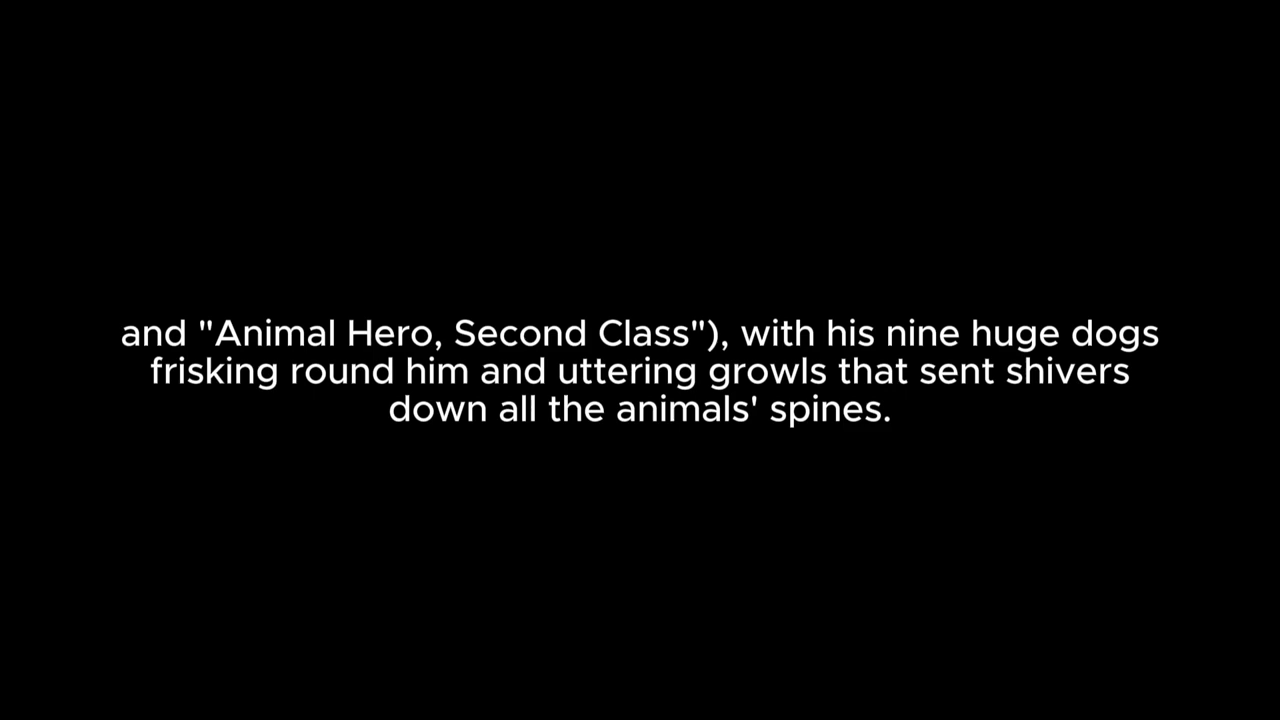 and "Animal Hero, Second Class"), with his nine huge dogs
frisking round him and uttering growls that sent shivers
down all the animals' spines.